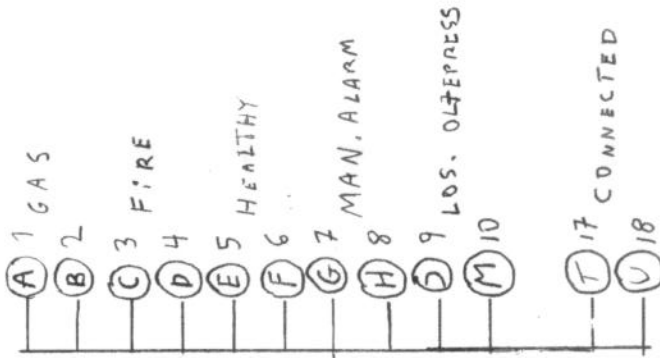 A 1 GAS
B 2
C 3 FIRE
D 4
E 5 HEALTHY
F 6
G 7 MAN. ALARM
H 8
9 LOS.
M 10
T 17 CONNECTED
U 18